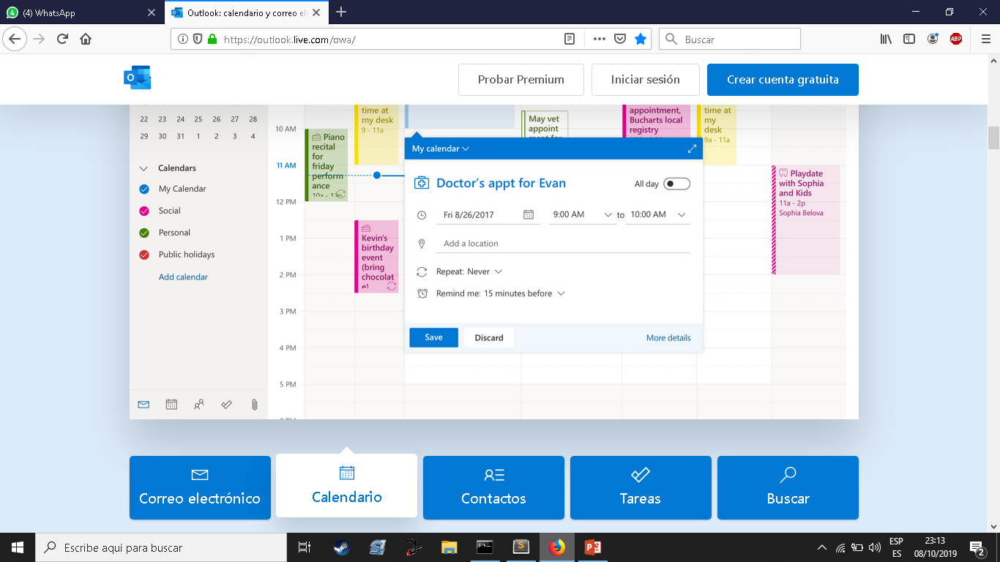 (4) WhatsApp
Outlook: calendario y correo el
https://outlook.live.com/owa/
Buscar
ABP
Probar Premium
Iniciar sesión
Crear cuenta gratuita
22 23 24 25 26 27 28
29 30 31 1 2 3 4
Calendars
My Calendar
Social
Personal
Public holidays
Add calendar
10 AM
11 AM
12 PM
1 PM
2 PM
3 PM
4 PM
5 PM
Piano
recital
for
friday
perform
ance
time at
my desk
9 - 11a
Kevin's
birthday
event
(bring
chocolat
e)
May vet
appoint
ment for
appointment,
Bucharts local
registry
time at
my
desk
9a - 11a
Playdate
with Sophia
and Kids
11a - 2p
Sophia Belova
My calendar
Doctor's appt for Evan
All day
Fri 8/26/2017
9:00 AM to 10:00 AM
Add a location
Repeat: Never
Remind me: 15 minutes before
Save
Discard
More details
Correo electrónico
Calendario
Contactos
Tareas
Buscar
Escribe aquí para buscar
ESP
ES
23:13
08/10/2019
2